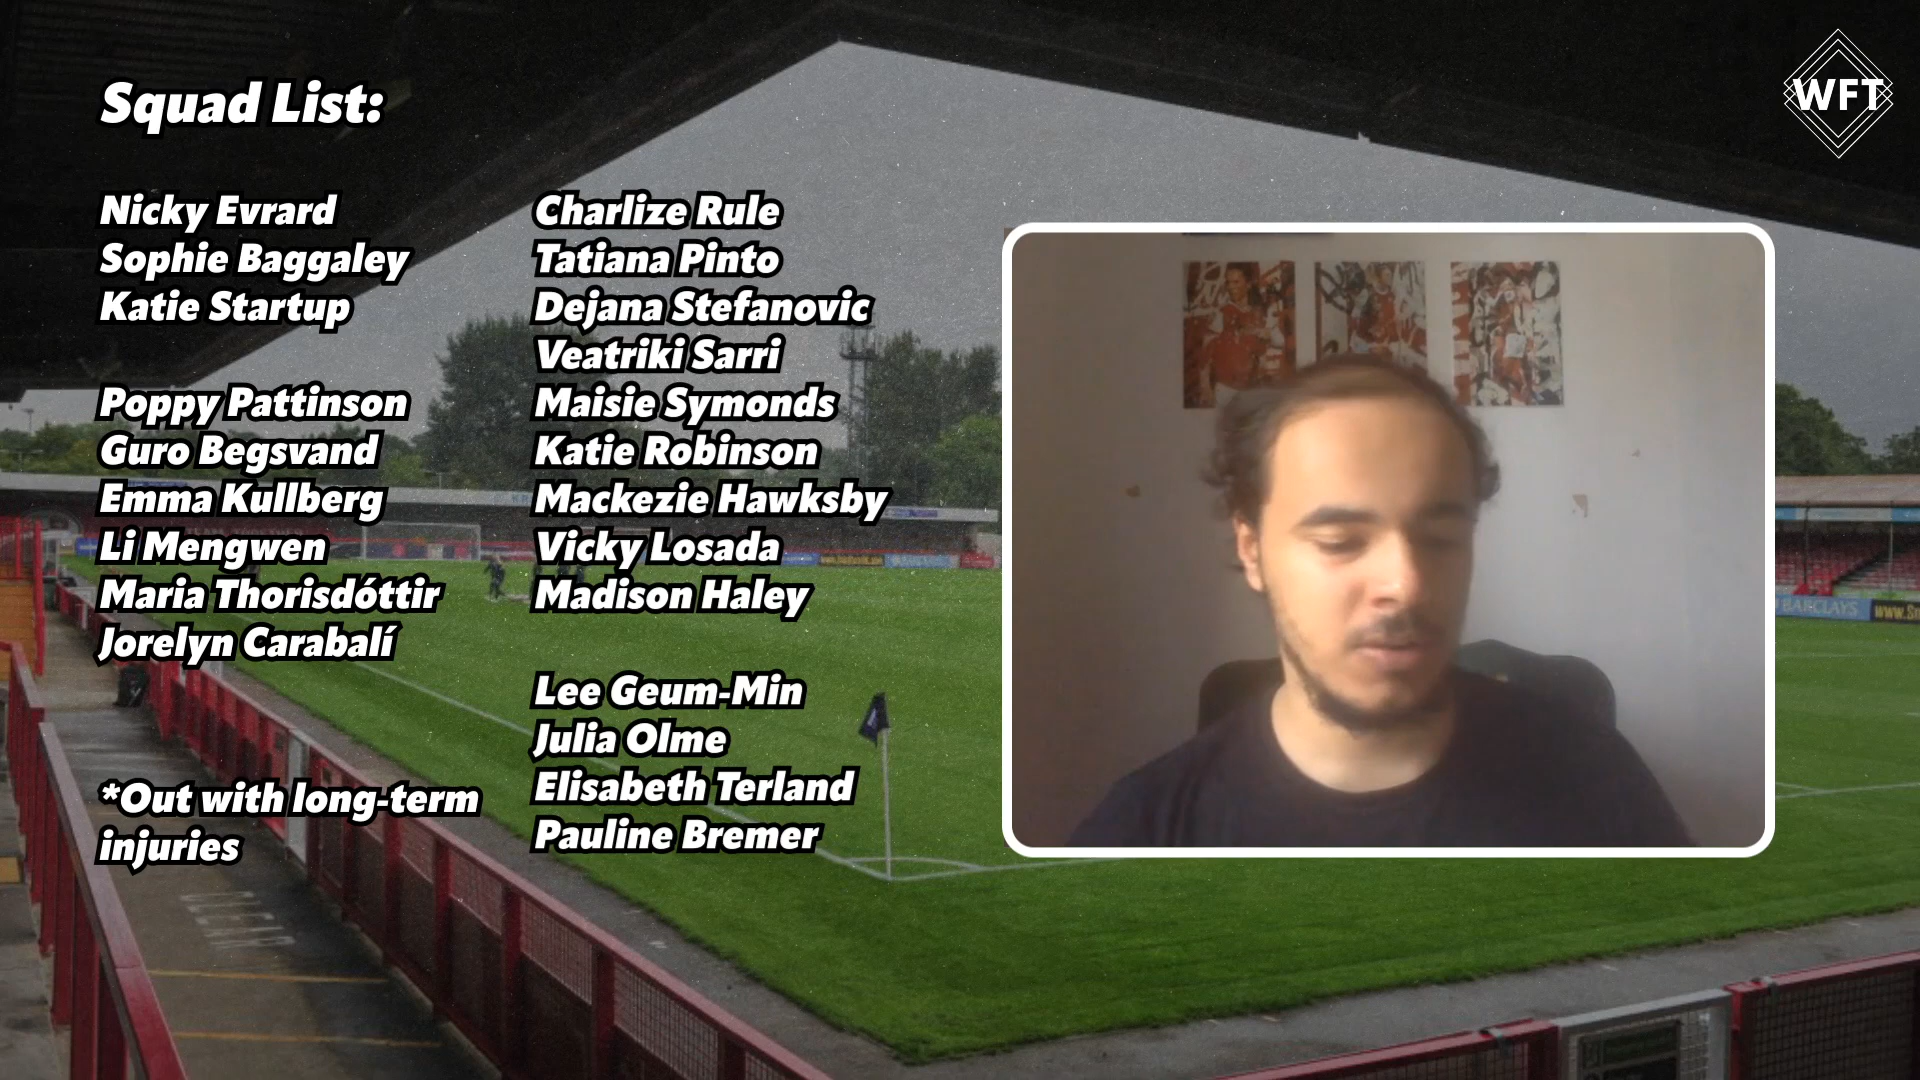 Squad List:
Nicky Evrard
Sophie Baggaley
Katie Startup
Poppy Pattinson
Guro Begsvand
Emma Kullberg
Li Mengwen
Maria Thorisdóttir
Jorelyn Carabalí
*Out with long-term
injuries
Charlize Rule
Tatiana Pinto
Dejana Stefanovic
Veatriki Sarri
Maisie Symonds
Katie Robinson
Mackezie Hawksby
Vicky Losada
Madison Haley
Lee Geum-Min
Julia Olme
Elisabeth Terland
Pauline Bremer
WFT
BARCLAYS